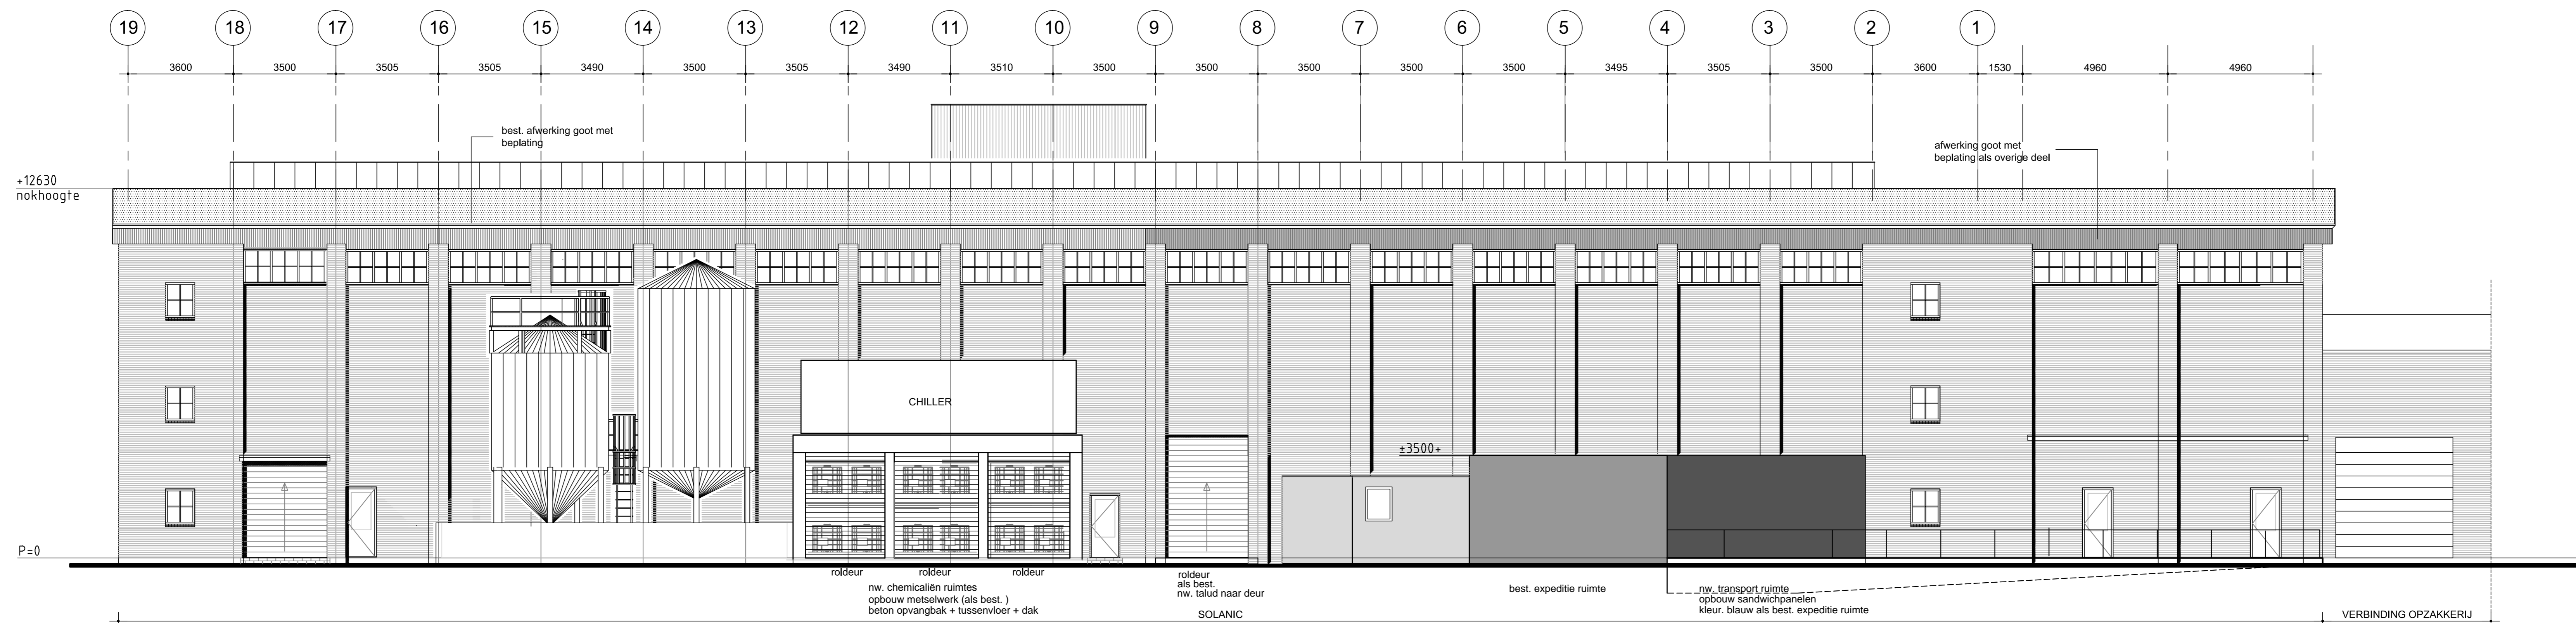 19 18 17 16 15 14 13 12 11 10 9 8 7 6 5 4 3 2 1
3600 3500 3505 3505 3490 3500 3505 3490 3510 3500 3500 3500 3500 3500 3495 3505 3500 3600 1530 4960 4960
best. afwerking goot met
beplating
afwerking goot met
beplating als overige deel
+12630
nokhoogte
CHILLER
±3500+
P=0
roldeur roldeur roldeur
nw. chemicaliën ruimtes
opbouw metselwerk (als best. )
beton opvangbak + tussenvloer + dak
roldeur
als best.
nw. talud naar deur
best. expeditie ruimte
nw. transport ruimte
opbouw sandwichpanelen
kleur. blauw als best. expeditie ruimte
SOLANIC
VERBINDING OPZAKKERIJ